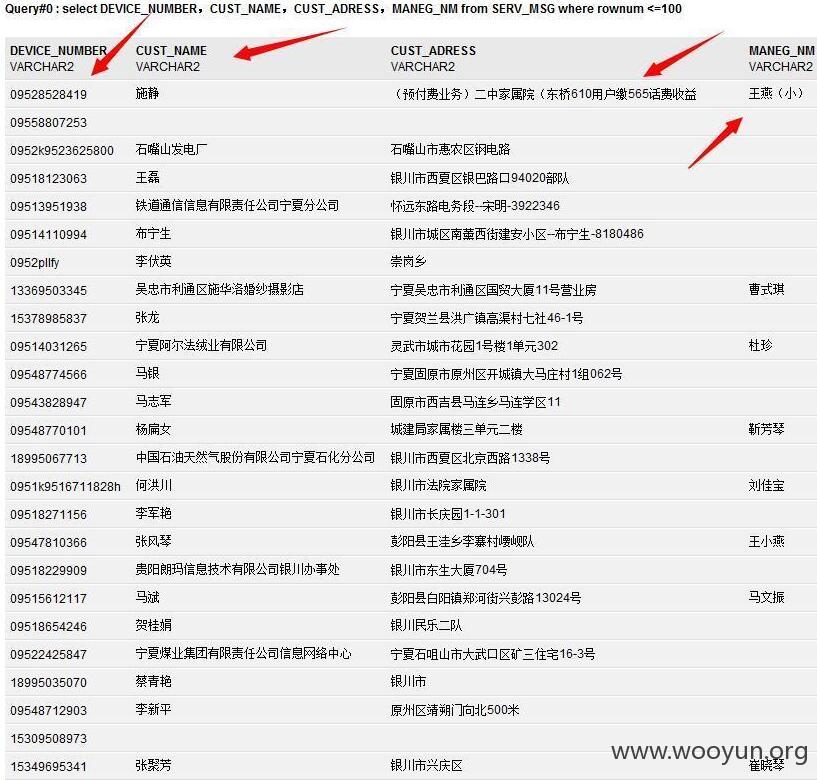 Query#0 : select DEVICE_NUMBER，CUST_NAME，CUST_ADRESS，MANEG_NM from SERV_MSG where rownum <=100
DEVICE_NUMBER CUST_NAME CUST_ADRESS MANEG_NM
VARCHAR2 VARCHAR2 VARCHAR2 VARCHAR2
09528528419 施静 （预付费业务）二中家属院（东桥610用户缴565话费收益 王燕（小）
09558807253
0952k9523625800 石嘴山发电厂 石嘴山市惠农区钢电路
09518123063 王磊 银川市西夏区银巴路口94020部队
09513951938 铁道通信信息有限责任公司宁夏分公司 怀远东路电务段--宋明-3922346
09514110994 布宁生 银川市城区南薰西街建安小区--布宁生-8180486
0952pllfy 李伏英 崇岗乡
13369503345 吴忠市利通区施华洛婚纱摄影店 宁夏吴忠市利通区国贸大厦11号营业房 曹式琪
15378985837 张龙 宁夏贺兰县洪广镇高渠村七社46-1号
09514031265 宁夏阿尔法绒业有限公司 灵武市城市花园1号楼1单元302 杜珍
09548774566 马银 宁夏固原市原州区开城镇大马庄村1组062号
09543828947 马志军 固原市西吉县马连乡马连学区11
09548770101 杨扁女 城建局家属楼三单元二楼 靳芳琴
18995067713 中国石油天然气股份有限公司宁夏石化分公司 银川市西夏区北京西路1338号
0951k9516711828h 何洪川 银川市法院家属院 刘佳宝
09518271156 李军艳 银川市长庆园1-1-301
09547810366 张风琴 彭阳县王洼乡李寨村崾岘队 王小燕
09518229909 贵阳朗玛信息技术有限公司银川办事处 银川市东生大厦704号
09515612117 马斌 彭阳县白阳镇郑河街兴彭路13024号 马文振
09518654246 贺桂娟 银川民乐二队
09522425847 宁夏煤业集团有限责任公司信息网络中心 宁夏石咀山市大武口区矿三住宅16-3号
18995035070 蔡青艳 银川市
09548712903 李新平 原州区靖朔门向北500米
15309508973
www.wooyun.org
15349695341 张聚芳 银川市兴庆区 崔晓琴